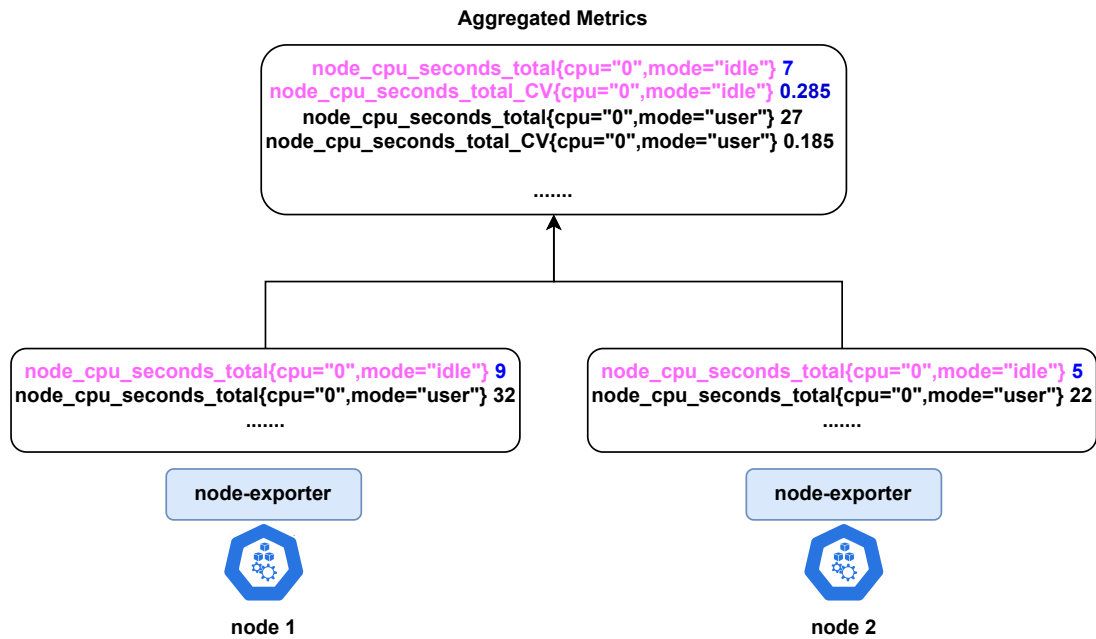 Aggregated Metrics
node_cpu_seconds_total{cpu="0",mode="idle"} 7
node_cpu_seconds_total_CV{cpu="0",mode="idle"} 0.285
node_cpu_seconds_total{cpu="0",mode="user"} 27
node_cpu_seconds_total_CV{cpu="0",mode="user"} 0.185
.......
node_cpu_seconds_total{cpu="0",mode="idle"} 9
node_cpu_seconds_total{cpu="0",mode="user"} 32
.......
node-exporter
node 1
node_cpu_seconds_total{cpu="0",mode="idle"} 5
node_cpu_seconds_total{cpu="0",mode="user"} 22
.......
node-exporter
node 2